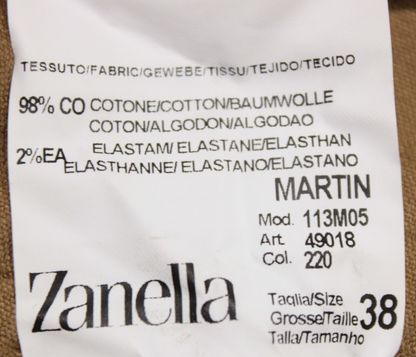 TESSUTO/FABRIC/GEWEBE/TISSU/TEJIDO/TECIDO
98% CO COTONE/COTTON/BAUMWOLLE
COTON/ALGODON/ALGODAO
2%EA ELASTAM/ ELASTANE/ELASTHAN
ELASTHANNE/ ELASTANO/ELASTANO
MARTIN
Mod. 113M05
Art. 49018
Col. 220
Zanella
Taglia/Size
Grosse/Taille 38
Talla/Tamanho